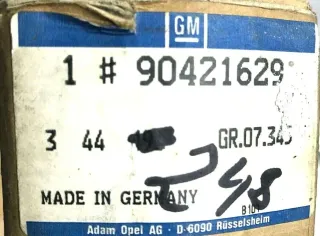 GM
1 # 90421629
3 44 GR.07.345
MADE IN GERMANY
Adam Opel AG · D-6090 Rüsselsheim